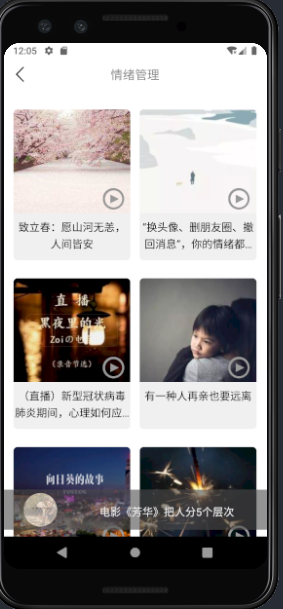 12:05
情绪管理
致立春：愿山河无恙，
人间皆安
“换头像、删朋友圈、撤
回消息”，你的情绪都...
直播
黑夜里的光
Zoi の电
（录音节选）
（直播）新型冠状病毒
肺炎期间，心理如何应...
有一种人再亲也要远离
向日葵的故事
电影《芳华》把人分5个层次